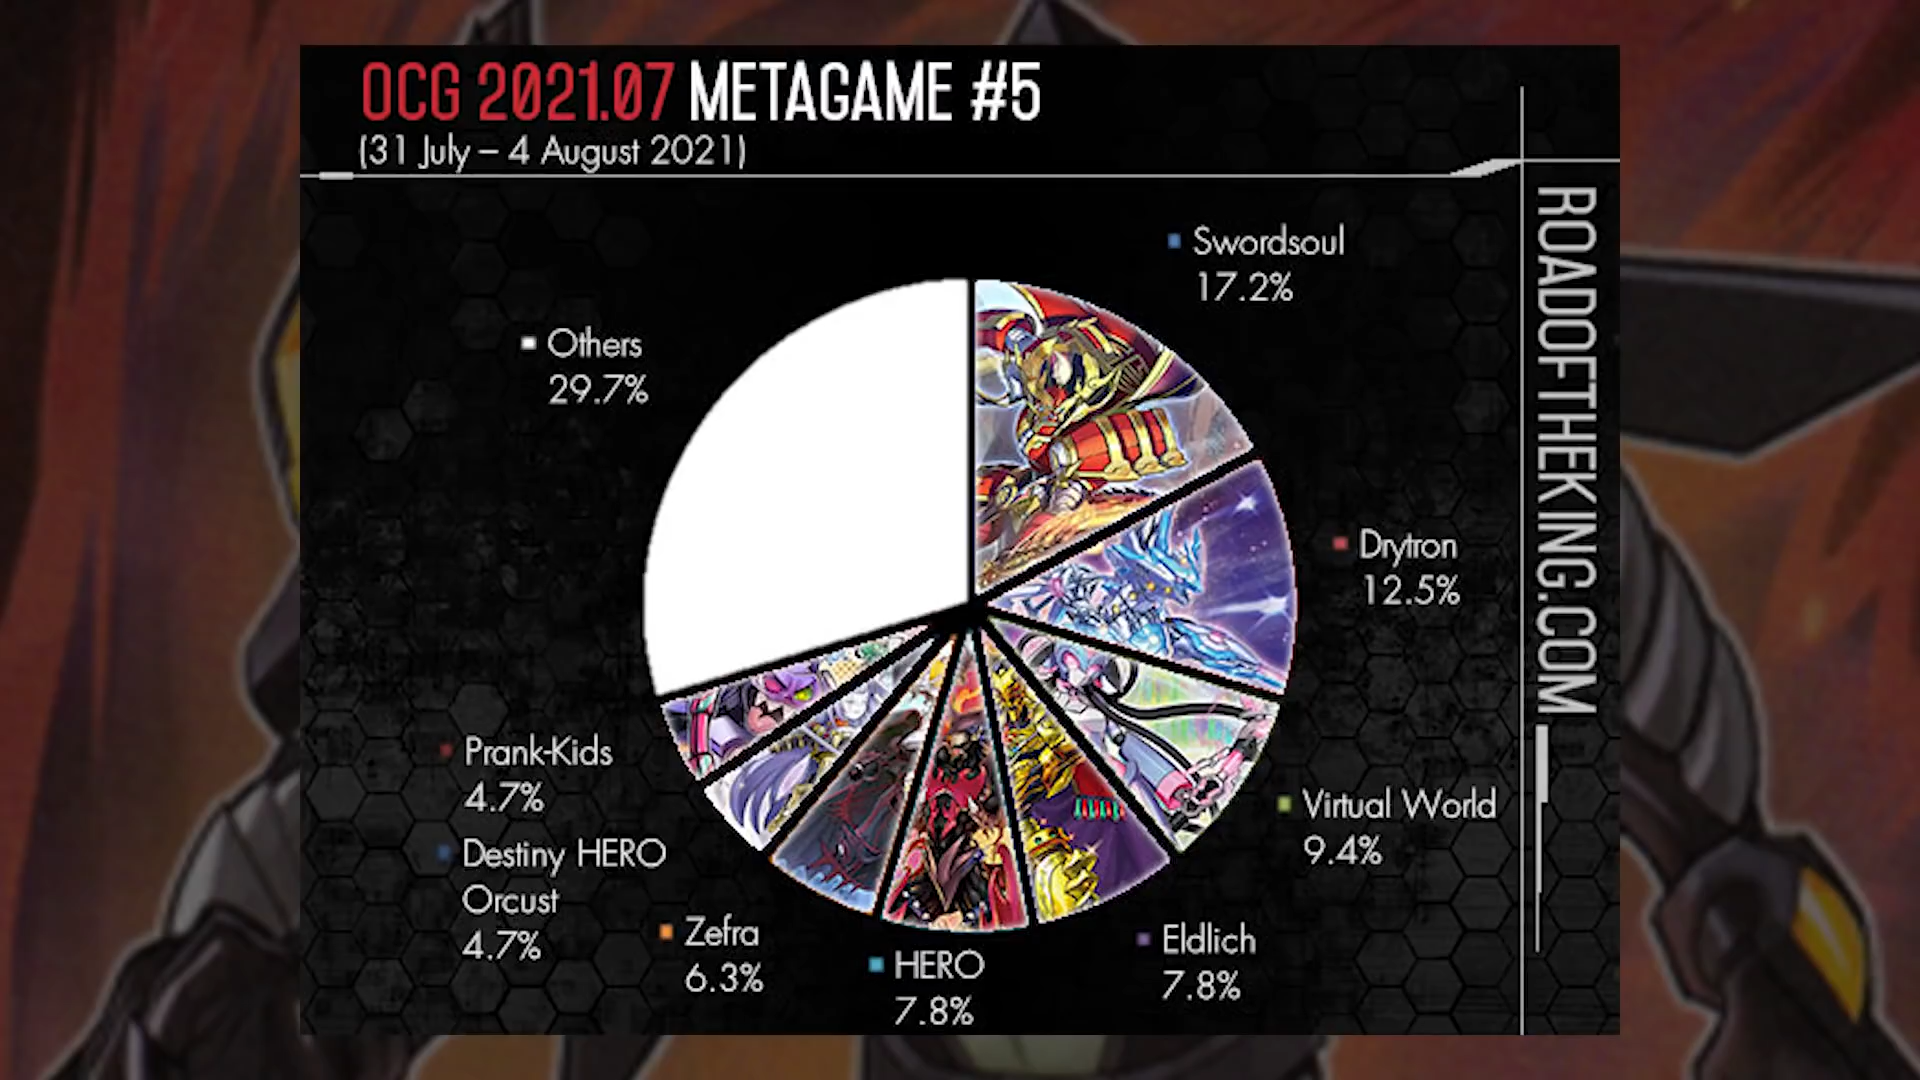 OCG 2021.07 METAGAME #5
(31 July – 4 August 2021)
ROADOFTHEKING.COM
Swordsoul
17.2%
Drytron
12.5%
Virtual World
9.4%
Eldlich
7.8%
HERO
7.8%
Zefra
6.3%
Destiny HERO
Orcust
4.7%
Prank-Kids
4.7%
Others
29.7%